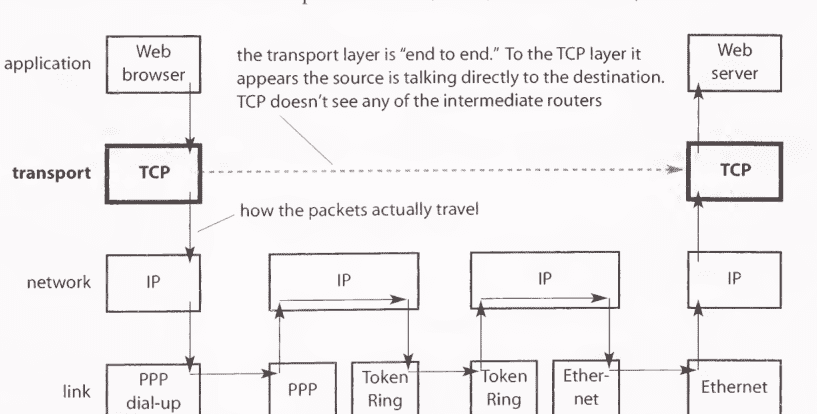 application
Web
browser
the transport layer is "end to end." To the TCP layer it
appears the source is talking directly to the destination.
TCP doesn't see any of the intermediate routers
Web
server
transport
TCP
TCP
how the packets actually travel
network
IP
IP
IP
IP
link
PPP
dial-up
PPP
Token
Ring
Token
Ring
Ether-
net
Ethernet